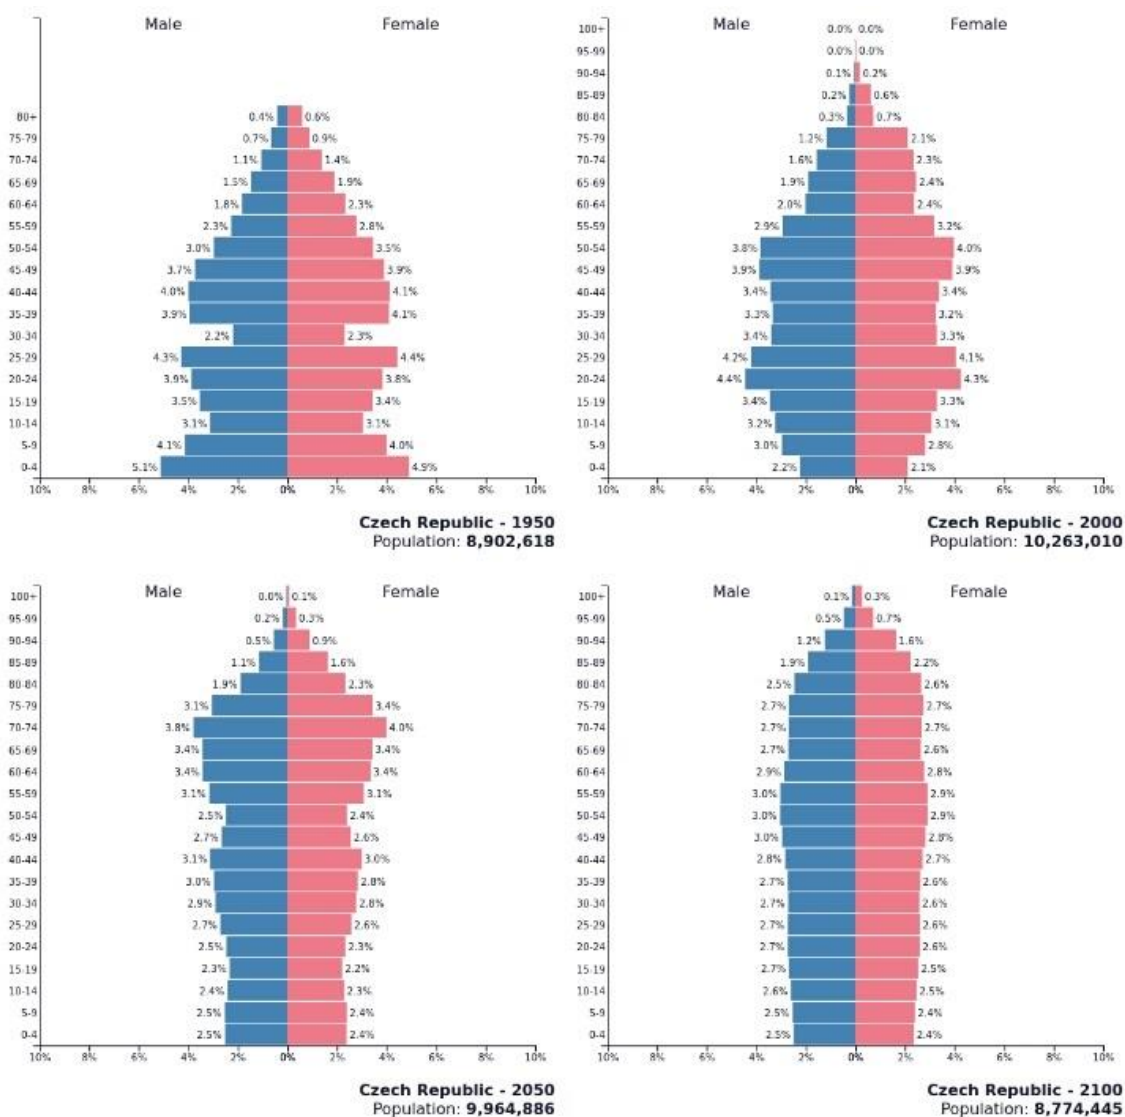 Male Female
80+ 0.4% 0.6%
75-79 0.7% 0.9%
70-74 1.1% 1.4%
65-69 1.5% 1.9%
60-64 1.8% 2.3%
55-59 2.3% 2.8%
50-54 3.0% 3.5%
45-49 3.7% 3.9%
40-44 4.0% 4.1%
35-39 3.9% 4.1%
30-34 2.2% 2.3%
25-29 4.3% 4.4%
20-24 3.9% 3.8%
15-19 3.5% 3.4%
10-14 3.1% 3.1%
5-9 4.1% 4.0%
0-4 5.1% 4.9%
10% 8% 6% 4% 2% 0% 2% 4% 6% 8% 10%
Czech Republic - 1950
Population: 8,902,618
Male Female
100+ 0.0% 0.0%
95-99 0.0% 0.0%
90-94 0.1% 0.2%
85-89 0.2% 0.6%
80-84 0.3% 0.7%
75-79 1.2% 2.1%
70-74 1.6% 2.3%
65-69 1.9% 2.4%
60-64 2.0% 2.4%
55-59 2.9% 3.2%
50-54 3.8% 4.0%
45-49 3.9% 3.9%
40-44 3.4% 3.4%
35-39 3.3% 3.2%
30-34 3.4% 3.3%
25-29 4.2% 4.1%
20-24 4.4% 4.3%
15-19 3.4% 3.3%
10-14 3.2% 3.1%
5-9 3.0% 2.8%
0-4 2.2% 2.1%
10% 8% 6% 4% 2% 0% 2% 4% 6% 8% 10%
Czech Republic - 2000
Population: 10,263,010
Male Female
100+ 0.0% 0.1%
95-99 0.2% 0.3%
90-94 0.5% 0.9%
85-89 1.1% 1.6%
80-84 1.9% 2.3%
75-79 3.1% 3.4%
70-74 3.8% 4.0%
65-69 3.4% 3.4%
60-64 3.4% 3.4%
55-59 3.1% 3.1%
50-54 2.5% 2.4%
45-49 2.7% 2.6%
40-44 3.1% 3.0%
35-39 3.0% 2.8%
30-34 2.9% 2.8%
25-29 2.7% 2.6%
20-24 2.5% 2.3%
15-19 2.3% 2.2%
10-14 2.4% 2.3%
5-9 2.5% 2.4%
0-4 2.5% 2.4%
10% 8% 6% 4% 2% 0% 2% 4% 6% 8% 10%
Czech Republic - 2050
Population: 9,964,886
Male Female
100+ 0.1% 0.3%
95-99 0.5% 0.7%
90-94 1.2% 1.6%
85-89 1.9% 2.2%
80-84 2.5% 2.6%
75-79 2.7% 2.7%
70-74 2.7% 2.7%
65-69 2.7% 2.6%
60-64 2.9% 2.8%
55-59 3.0% 2.9%
50-54 3.0% 2.9%
45-49 3.0% 2.8%
40-44 2.8% 2.7%
35-39 2.7% 2.6%
30-34 2.7% 2.6%
25-29 2.7% 2.6%
20-24 2.7% 2.6%
15-19 2.7% 2.5%
10-14 2.6% 2.5%
5-9 2.5% 2.4%
0-4 2.5% 2.4%
10% 8% 6% 4% 2% 0% 2% 4% 6% 8% 10%
Czech Republic - 2100
Population: 8,774,445